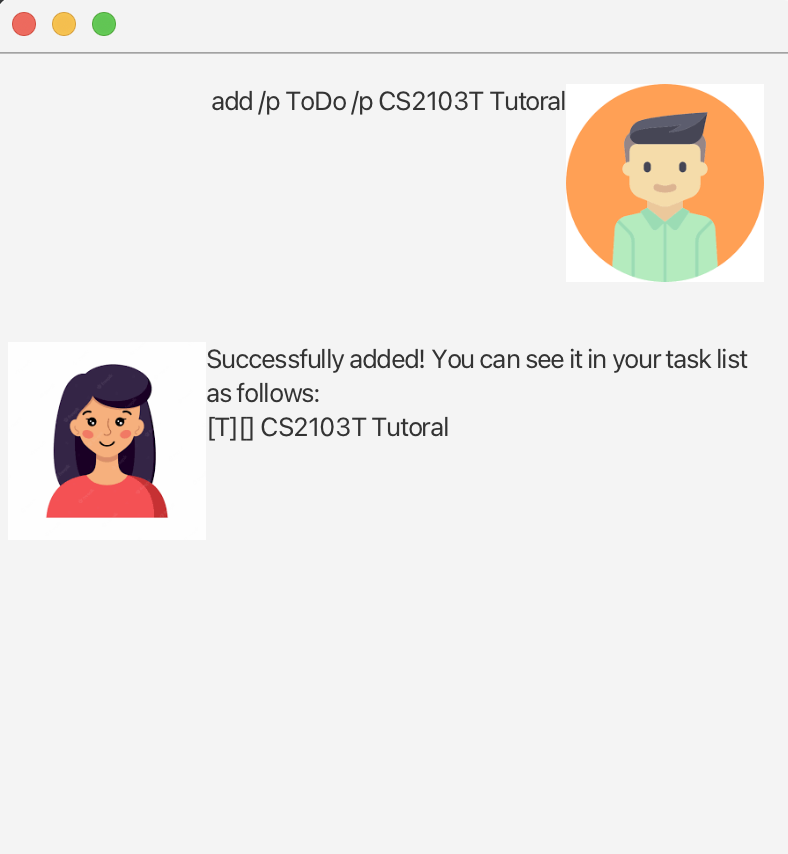 add /p ToDo /p CS2103T Tutoral
Successfully added! You can see it in your task list
as follows:
[T][] CS2103T Tutoral